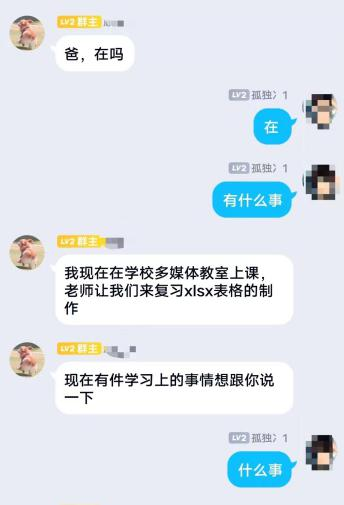 LV2 群主
爸，在吗
LV2 孤独 1
在
LV2 孤独 1
有什么事
LV2 群主
我现在在学校多媒体教室上课，
老师让我们来复习xlsx表格的制
作
LV2 群主
现在有件学习上的事情想跟你说
一下
LV2 孤独 1
什么事